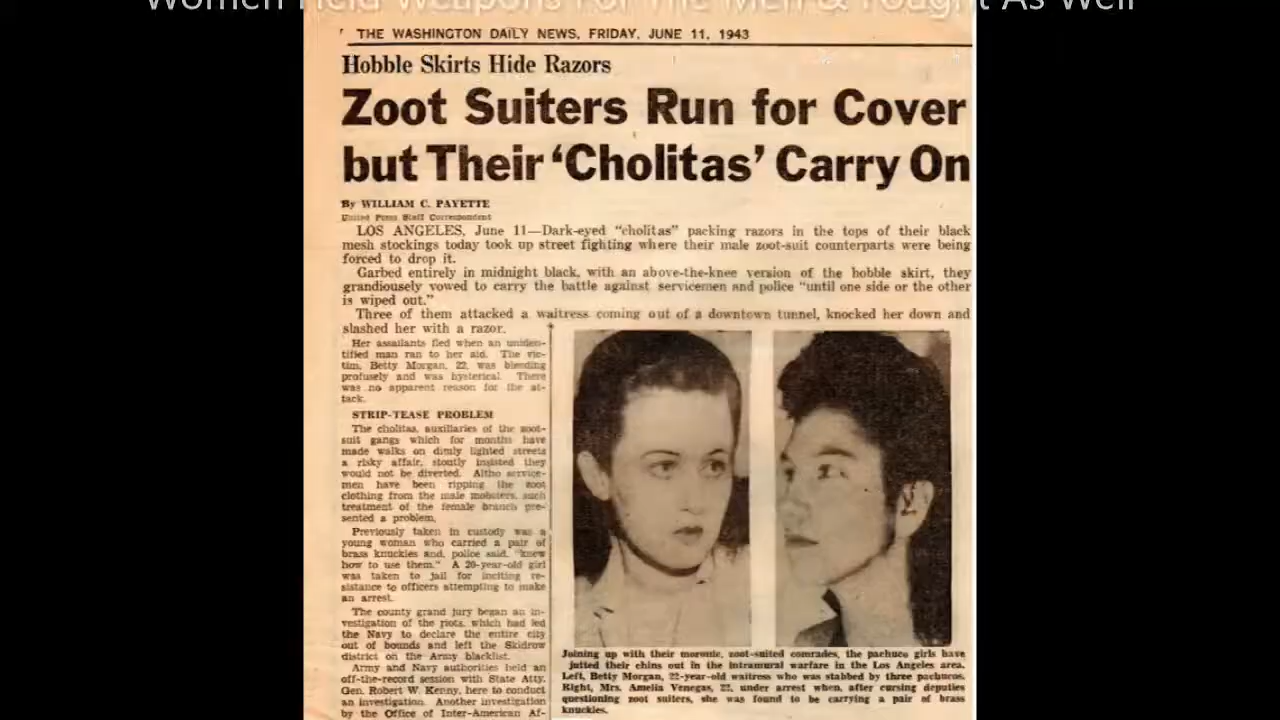 Women Held Weapons For The Men & Fought As Well
THE WASHINGTON DAILY NEWS, FRIDAY, JUNE 11, 1943
Hobble Skirts Hide Razors
Zoot Suiters Run for Cover
but Their ‘Cholitas’ Carry On
By WILLIAM C. PAYETTE
United Press Staff Correspondent
LOS ANGELES, June 11—Dark-eyed "cholitas" packing razors in the tops of their black
mesh stockings today took up street fighting where their male zoot-suit counterparts were being
forced to drop it.
Garbed entirely in midnight black, with an above-the-knee version of the hobble skirt, they
grandiousely vowed to carry the battle against servicemen and police "until one side or the other
is wiped out."
Three of them attacked a waitress coming out of a downtown tunnel, knocked her down and
slashed her with a razor.
Her assailants fled when an uniden-
tified man ran to her aid. The vic-
tim, Betty Morgan, 22, was bleeding
profusely and was hysterical. There
was no apparent reason for the at-
tack.
STRIP-TEASE PROBLEM
The cholitas, auxiliaries of the zoot-
suit gangs which for months have
made walks on dimly lighted streets
a risky affair, stoutly insisted they
would not be diverted. Altho service-
men have been ripping the zoot
clothing from the male mobsters, such
treatment of the female branch pre-
sented a problem.
Previously taken in custody was a
young woman who carried a pair of
brass knuckles and, police said, "knew
how to use them." A 20-year-old girl
was taken to jail for inciting re-
sistance to officers attempting to make
an arrest.
The county grand jury began an in-
vestigation of the riots, which had led
the Navy to declare the entire city
out of bounds and left the Skidrow
district on the Army blacklist.
Army and Navy authorities held an
off-the-record session with State Atty.
Gen. Robert W. Kenny, here to conduct
an investigation. Another investigation
by the Office of Inter-American Af-
Joining up with their moronic, zoot-suited comrades, the pachuco girls have
jutted their chins out in the intramural warfare in the Los Angeles area.
Left, Betty Morgan, 22-year-old waitress who was stabbed by three pachucos.
Right, Mrs. Amelia Venegas, 22, under arrest when, after cursing deputies
questioning zoot suiters, she was found to be carrying a pair of brass
knuckles.